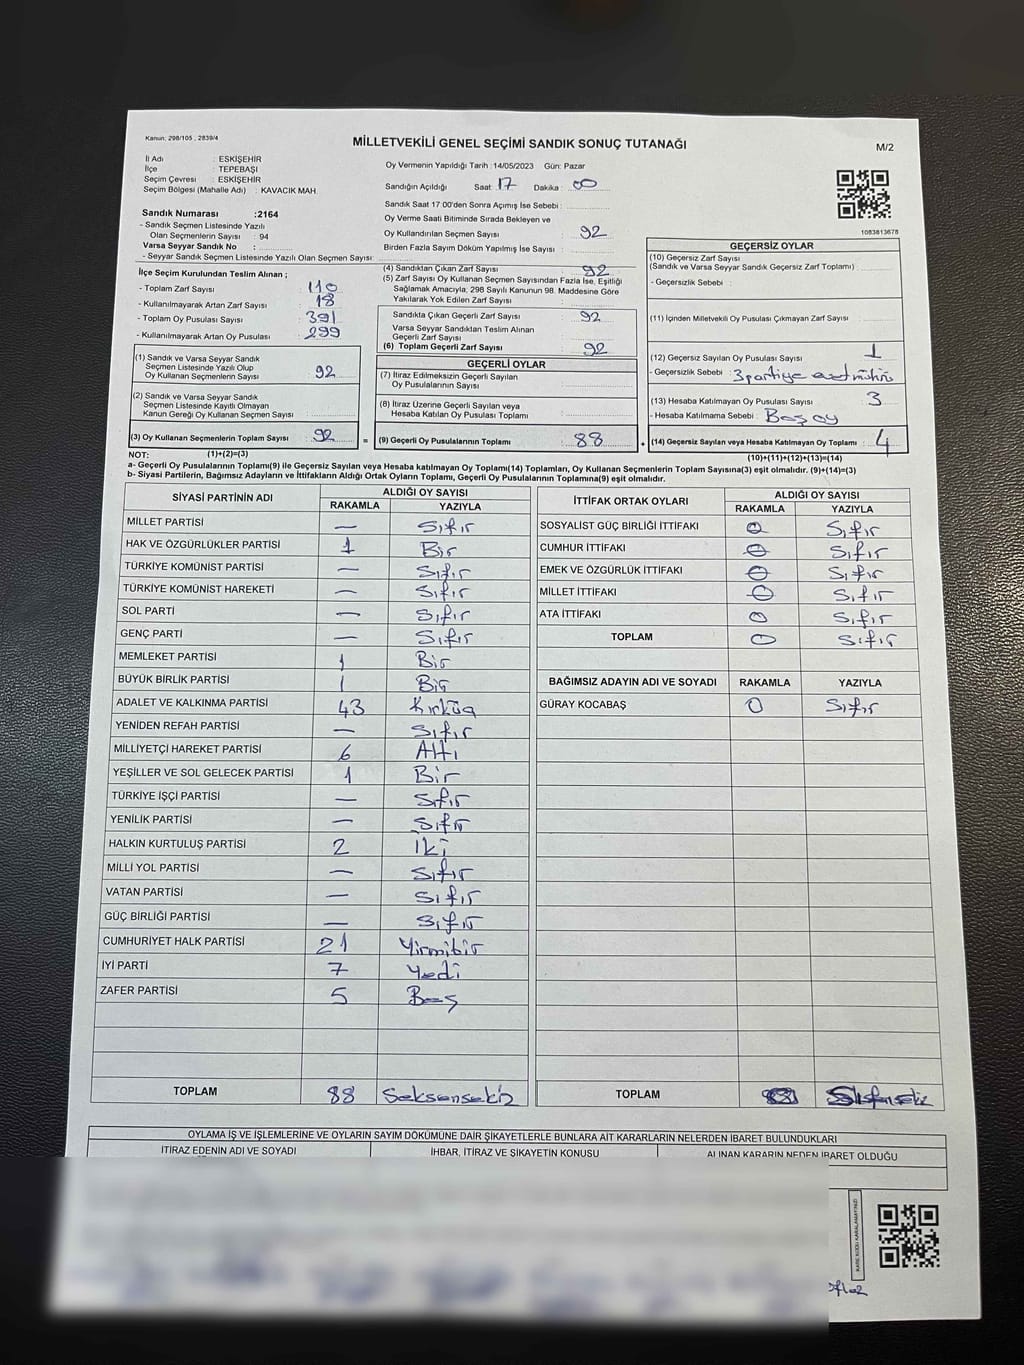 Kanun: 298/105 , 2839/4
MİLLETVEKİLİ GENEL SEÇİMİ SANDIK SONUÇ TUTANAĞI
M/2
İl Adı : ESKİŞEHİR
İlçe : TEPEBAŞI
Seçim Çevresi : ESKİŞEHİR
Seçim Bölgesi (Mahalle Adı) : KAVACIK MAH.
Sandık Numarası :2164
- Sandık Seçmen Listesinde Yazılı
Olan Seçmenlerin Sayısı : 94
Varsa Seyyar Sandık No :
- Seyyar Sandık Seçmen Listesinde Yazılı Olan Seçmen Sayısı:
Oy Vermenin Yapıldığı Tarih :14/05/2023 Gün: Pazar
Sandığın Açıldığı Saat: 17 Dakika : 00
Sandık Saat 17:00'den Sonra Açımış İse Sebebi :
Oy Verme Saati Bitiminde Sırada Bekleyen ve
Oy Kullandırılan Seçmen Sayısı : 92
Birden Fazla Sayım Döküm Yapılmış İse Sayısı :
1083813678
İlçe Seçim Kurulundan Teslim Alınan ;
- Toplam Zarf Sayısı : 110
- Kullanılmayarak Artan Zarf Sayısı : 18
- Toplam Oy Pusulası Sayısı : 391
- Kullanılmayarak Artan Oy Pusulası : 299
(4) Sandıktan Çıkan Zarf Sayısı : 92
(5) Zarf Sayısı Oy Kullanan Seçmen Sayısından Fazla İse, Eşitliği
Sağlamak Amacıyla, 298 Sayılı Kanunun 98. Maddesine Göre
Yakılarak Yok Edilen Zarf Sayısı :
Sandıkta Çıkan Geçerli Zarf Sayısı : 92
Varsa Seyyar Sandıktan Teslim Alınan
Geçerli Zarf Sayısı :
(6) Toplam Geçerli Zarf Sayısı : 92
GEÇERSİZ OYLAR
(10) Geçersiz Zarf Sayısı
(Sandık ve Varsa Seyyar Sandık Geçersiz Zarf Toplamı) :
- Geçersizlik Sebebi :
(11) İçinden Milletvekili Oy Pusulası Çıkmayan Zarf Sayısı :
(12) Geçersiz Sayılan Oy Pusulası Sayısı : 1
- Geçersizlik Sebebi : 3 partiye
(13) Hesaba Katılmayan Oy Pusulası Sayısı : 3
- Hesaba Katılmama Sebebi : Boş oy
(14) Geçersiz Sayılan veya Hesaba Katılmayan Oy Toplamı : 4
(10)+(11)+(12)+(13)=(14)
(1) Sandık ve Varsa Seyyar Sandık
Seçmen Listesinde Yazılı Olup
Oy Kullanan Seçmenlerin Sayısı : 92
(2) Sandık ve Varsa Seyyar Sandık
Seçmen Listesinde Kayıtlı Olmayan
Kanun Gereği Oy Kullanan Seçmen Sayısı :
(3) Oy Kullanan Seçmenlerin Toplam Sayısı : 92
=
(1)+(2)=(3)
GEÇERLİ OYLAR
(7) İtiraz Edilmeksizin Geçerli Sayılan
Oy Pusulalarının Sayısı :
(8) İtiraz Üzerine Geçerli Sayılan veya
Hesaba Katılan Oy Pusulası Toplamı :
(9) Geçerli Oy Pusulalarının Toplamı : 88
+
NOT:
a- Geçerli Oy Pusulalarının Toplamı(9) ile Geçersiz Sayılan veya Hesaba katılmayan Oy Toplamı(14) Toplamları, Oy Kullanan Seçmenlerin Toplam Sayısına(3) eşit olmalıdır. (9)+(14)=(3)
b- Siyasi Partilerin, Bağımsız Adayların ve İttifakların Aldığı Ortak Oyların Toplamı, Geçerli Oy Pusulalarının Toplamına(9) eşit olmalıdır.
SİYASİ PARTİNİN ADI
ALDIĞI OY SAYISI
RAKAMLA YAZIYLA
MİLLET PARTİSİ — Sıfır
HAK VE ÖZGÜRLÜKLER PARTİSİ 1 Bir
TÜRKİYE KOMÜNİST PARTİSİ — Sıfır
TÜRKİYE KOMÜNİST HAREKETİ — Sıfır
SOL PARTİ — Sıfır
GENÇ PARTİ — Sıfır
MEMLEKET PARTİSİ 1 Bir
BÜYÜK BİRLİK PARTİSİ 1 Bir
ADALET VE KALKINMA PARTİSİ 43 Kırküç
YENİDEN REFAH PARTİSİ — Sıfır
MİLLİYETÇİ HAREKET PARTİSİ 6 Altı
YEŞİLLER VE SOL GELECEK PARTİSİ 1 Bir
TÜRKİYE İŞÇİ PARTİSİ — Sıfır
YENİLİK PARTİSİ — Sıfır
HALKIN KURTULUŞ PARTİSİ 2 İki
MİLLİ YOL PARTİSİ — Sıfır
VATAN PARTİSİ — Sıfır
GÜÇ BİRLİĞİ PARTİSİ — Sıfır
CUMHURİYET HALK PARTİSİ 21 Yirmibir
İYİ PARTİ 7 Yedi
ZAFER PARTİSİ 5 Beş
TOPLAM 88 Seksensekiz
İTTİFAK ORTAK OYLARI
ALDIĞI OY SAYISI
RAKAMLA YAZIYLA
SOSYALİST GÜÇ BİRLİĞİ İTTİFAKI 0 Sıfır
CUMHUR İTTİFAKI 0 Sıfır
EMEK VE ÖZGÜRLÜK İTTİFAKI 0 Sıfır
MİLLET İTTİFAKI 0 Sıfır
ATA İTTİFAKI 0 Sıfır
TOPLAM 0 Sıfır
BAĞIMSIZ ADAYIN ADI VE SOYADI RAKAMLA YAZIYLA
GÜRAY KOCABAŞ 0 Sıfır
TOPLAM
OYLAMA İŞ VE İŞLEMLERİNE VE OYLARIN SAYIM DÖKÜMÜNE DAİR ŞİKAYETLERLE BUNLARA AİT KARARLARIN NELERDEN İBARET BULUNDUKLARI
İTİRAZ EDENİN ADI VE SOYADI İHBAR, İTİRAZ VE ŞİKAYETİN KONUSU ALINAN KARARIN NEDEN İBARET OLDUĞU
KARE KODU KARALAMAYINIZ!